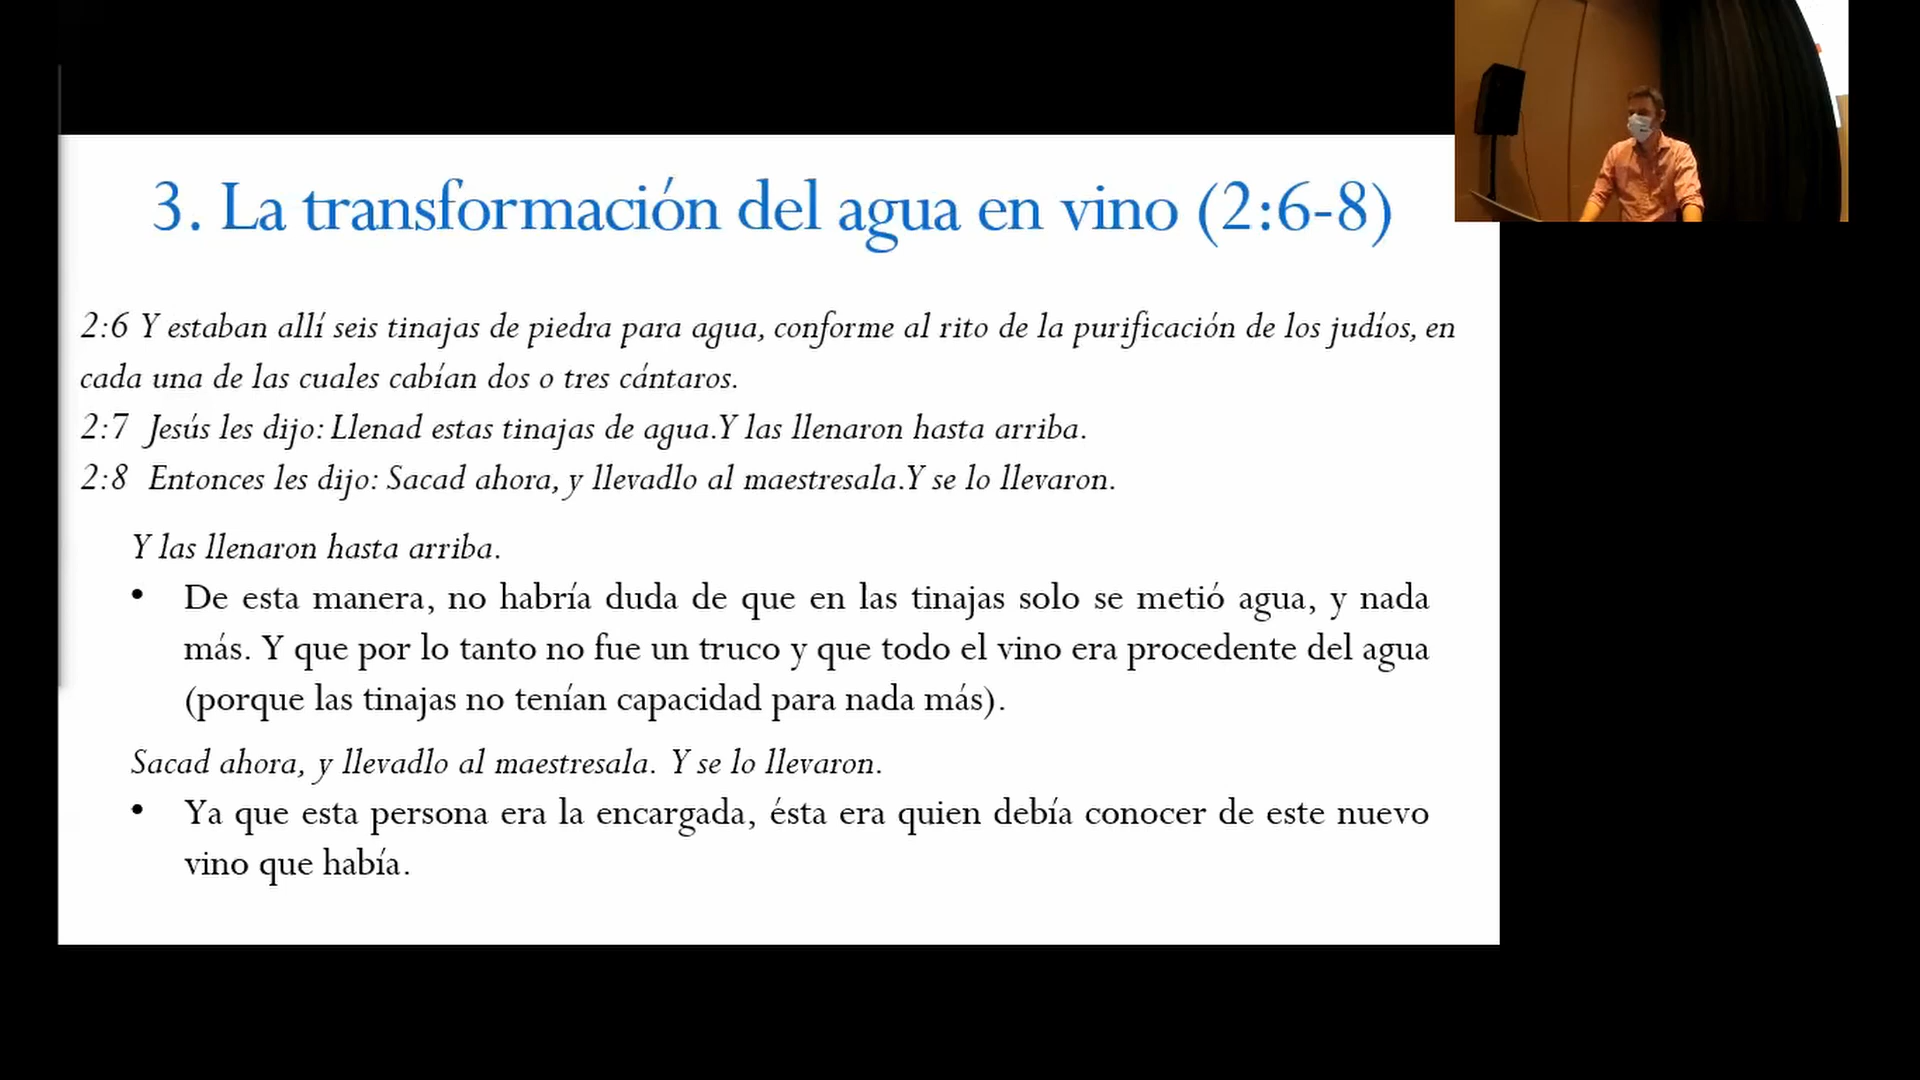 3. La transformación del agua en vino (2:6-8)
2:6 Y estaban allí seis tinajas de piedra para agua, conforme al rito de la purificación de los judíos, en
cada una de las cuales cabían dos o tres cántaros.
2:7 Jesús les dijo: Llenad estas tinajas de agua.Y las llenaron hasta arriba.
2:8 Entonces les dijo: Sacad ahora, y llevadlo al maestresala.Y se lo llevaron.
Y las llenaron hasta arriba.
• De esta manera, no habría duda de que en las tinajas solo se metió agua, y nada
más. Y que por lo tanto no fue un truco y que todo el vino era procedente del agua
(porque las tinajas no tenían capacidad para nada más).
Sacad ahora, y llevadlo al maestresala. Y se lo llevaron.
• Ya que esta persona era la encargada, ésta era quien debía conocer de este nuevo
vino que había.